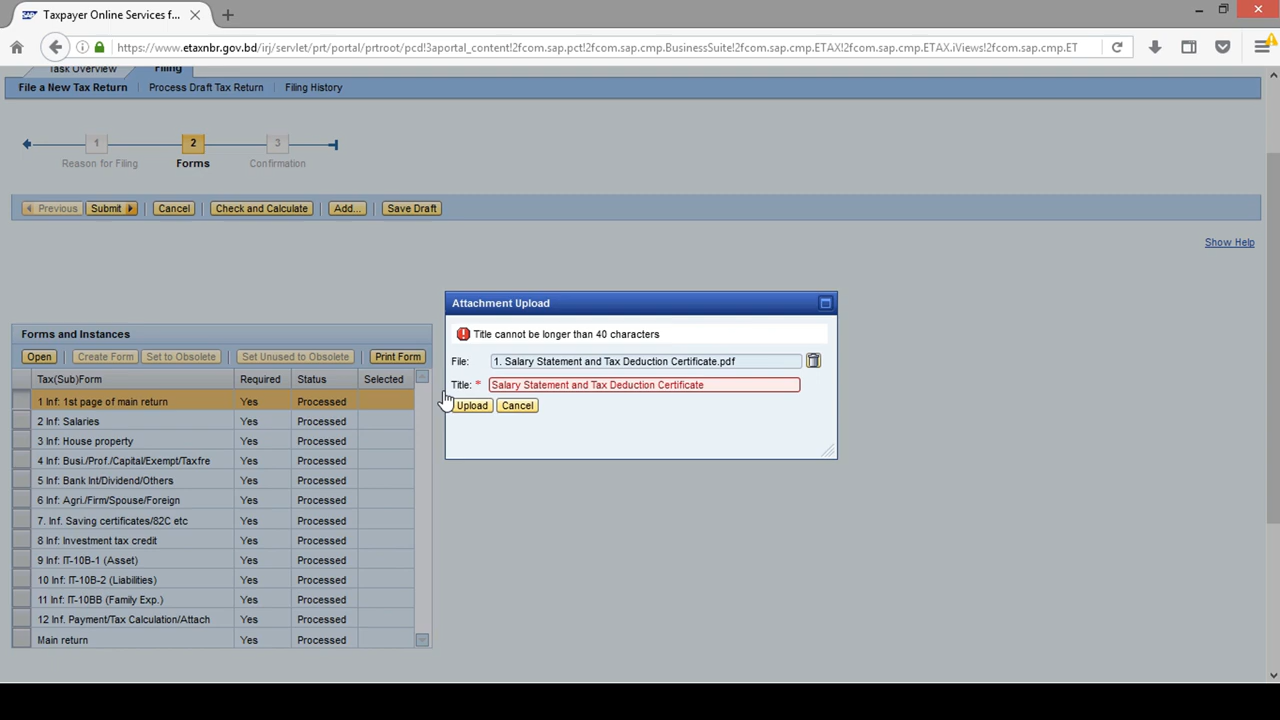 Taxpayer Online Services f...
https://www.etaxnbr.gov.bd/irj/servlet/prt/portal/prtroot/pcd!3aportal_content!2fcom.sap.pct!2fcom.sap.cmp.BusinessSuite!2fcom.sap.cmp.ETAX!2fcom.sap.cmp.ETAX.iViews!2fcom.sap.cmp.ET
Task Overview Filing
File a New Tax Return Process Draft Tax Return Filing History
1 2 3
Reason for Filing Forms Confirmation
Previous Submit Cancel Check and Calculate Add... Save Draft
Show Help
Attachment Upload
Title cannot be longer than 40 characters
File: 1. Salary Statement and Tax Deduction Certificate.pdf
Title: * Salary Statement and Tax Deduction Certificate
Upload Cancel
Forms and Instances
Open Create Form Set to Obsolete Set Unused to Obsolete Print Form
Tax(Sub)Form Required Status Selected
1 Inf: 1st page of main return Yes Processed
2 Inf: Salaries Yes Processed
3 Inf: House property Yes Processed
4 Inf: Busi./Prof./Capital/Exempt/Taxfre Yes Processed
5 Inf: Bank Int/Dividend/Others Yes Processed
6 Inf: Agri./Firm/Spouse/Foreign Yes Processed
7. Inf. Saving certificates/82C etc Yes Processed
8 Inf: Investment tax credit Yes Processed
9 Inf: IT-10B-1 (Asset) Yes Processed
10 Inf: IT-10B-2 (Liabilities) Yes Processed
11 Inf: IT-10BB (Family Exp.) Yes Processed
12 Inf. Payment/Tax Calculation/Attach Yes Processed
Main return Yes Processed